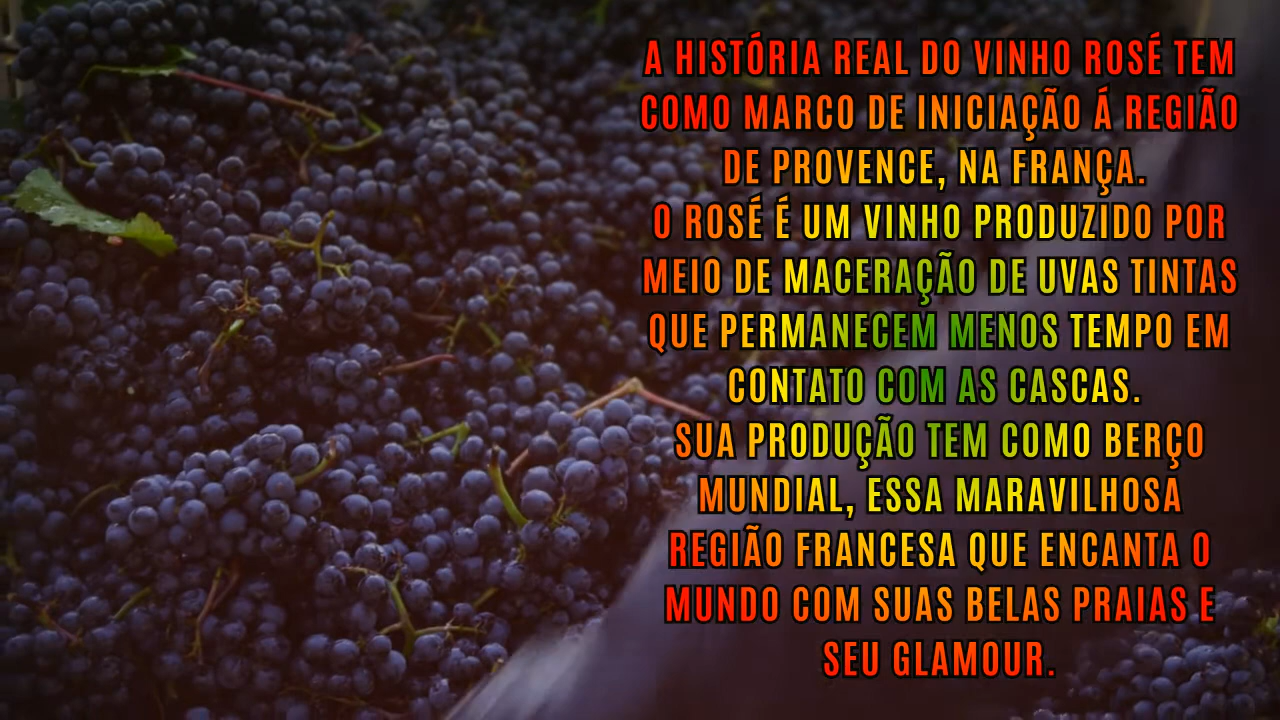 A HISTÓRIA REAL DO VINHO ROSÉ TEM
COMO MARCO DE INICIAÇÃO Á REGIÃO
DE PROVENCE, NA FRANÇA.
O ROSÉ É UM VINHO PRODUZIDO POR
MEIO DE MACERAÇÃO DE UVAS TINTAS
QUE PERMANECEM MENOS TEMPO EM
CONTATO COM AS CASCAS.
SUA PRODUÇÃO TEM COMO BERÇO
MUNDIAL, ESSA MARAVILHOSA
REGIÃO FRANCESA QUE ENCANTA O
MUNDO COM SUAS BELAS PRAIAS E
SEU GLAMOUR.